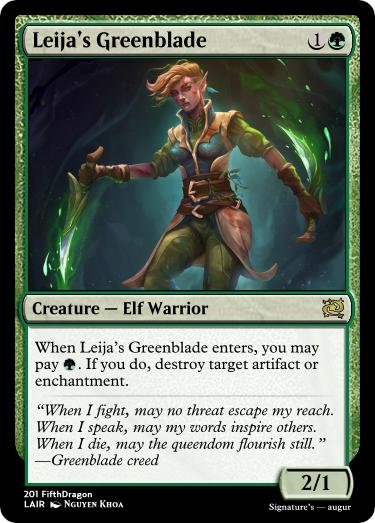 Leija's Greenblade 1
Creature — Elf Warrior
When Leija's Greenblade enters, you may
pay . If you do, destroy target artifact or
enchantment.
“When I fight, may no threat escape my reach.
When I speak, may my words inspire others.
When I die, may the queendom flourish still.”
—Greenblade creed
2/1
201 FifthDragon
LAIR Nguyen Khoa
Signature's — augur